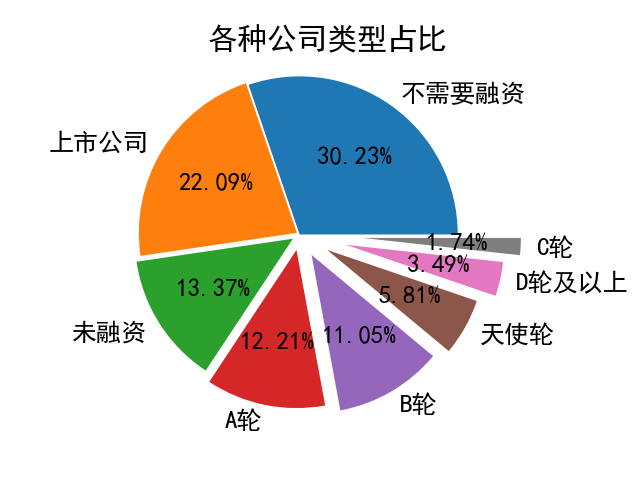 各种公司类型占比
不需要融资
30.23%
上市公司
22.09%
未融资
13.37%
A轮
12.21%
B轮
11.05%
天使轮
5.81%
D轮及以上
3.49%
C轮
1.74%